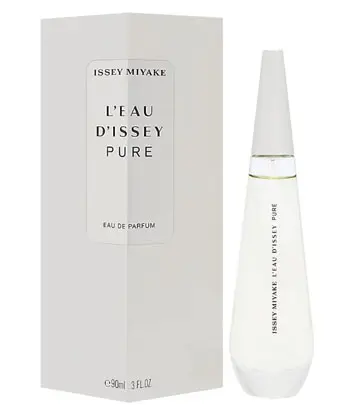 ISSEY MIYAKE
L'EAU
D'ISSEY
PURE
EAU DE PARFUM
℮90ml 3 FL.OZ
ISSEY MIYAKE L'EAU D'ISSEY PURE